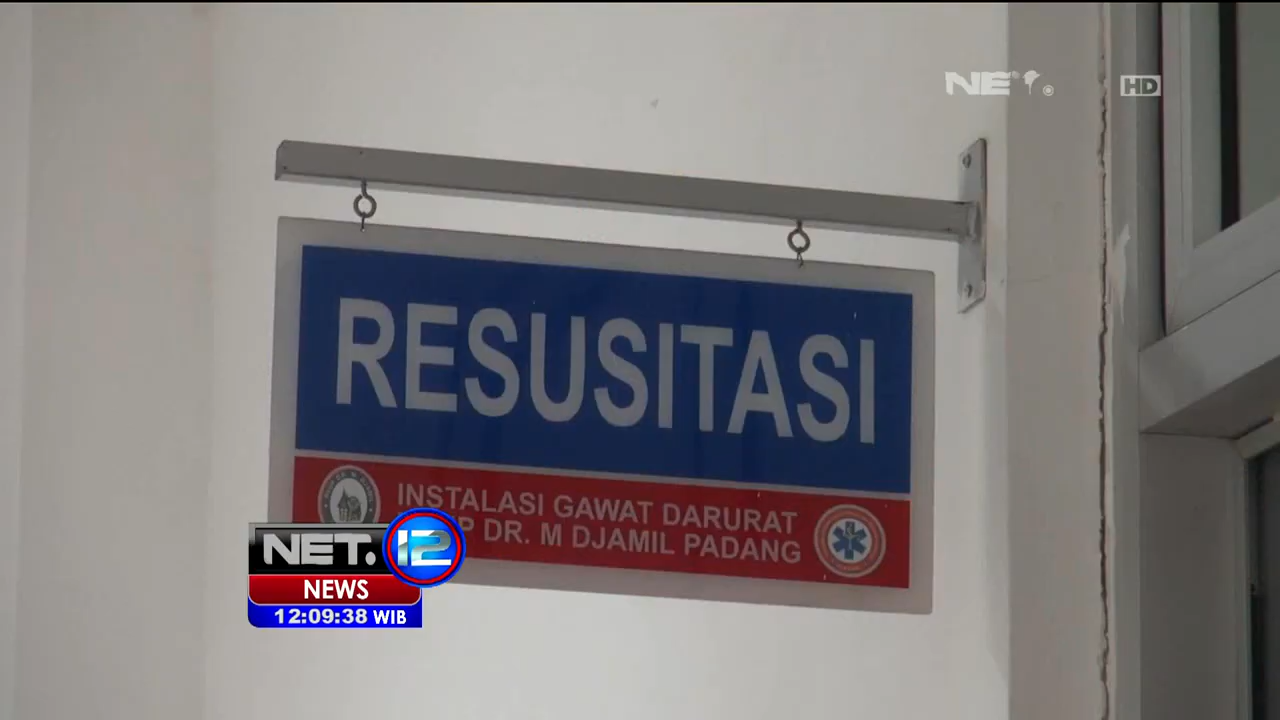 NET.
HD
RESUSITASI
INSTALASI GAWAT DARURAT
DR. M DJAMIL PADANG
NET. 12
NEWS
12:09:38 WIB